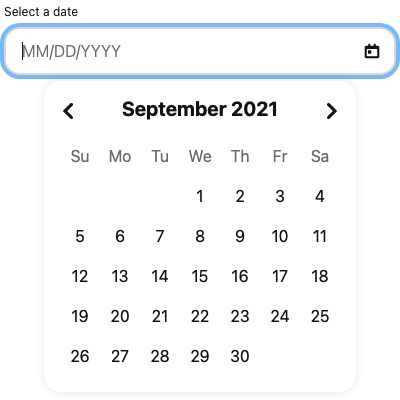 Select a date
MM/DD/YYYY
September 2021
Su Mo Tu We Th Fr Sa
1 2 3 4
5 6 7 8 9 10 11
12 13 14 15 16 17 18
19 20 21 22 23 24 25
26 27 28 29 30